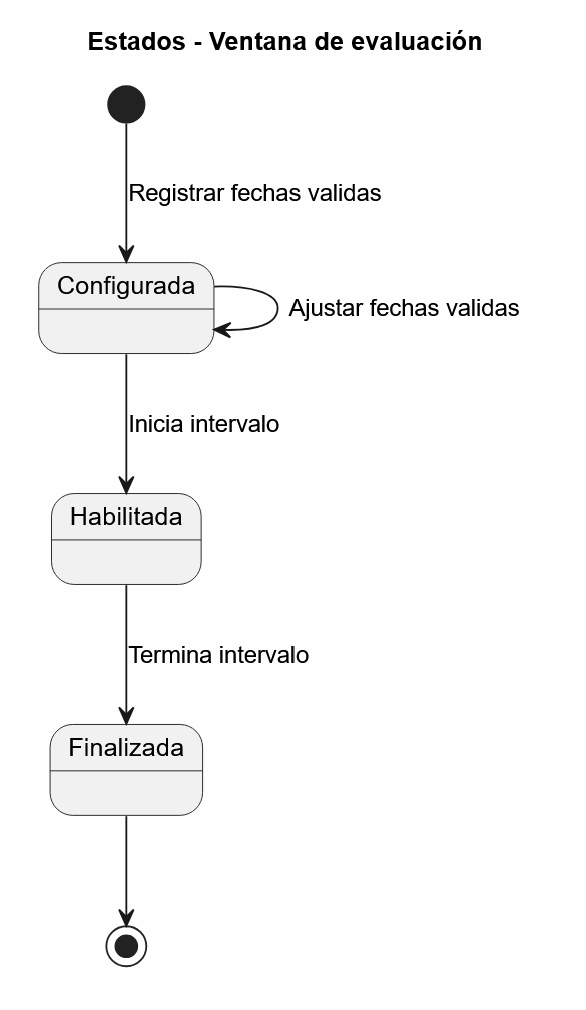 Estados - Ventana de evaluación
Registrar fechas validas
Configurada
Ajustar fechas validas
Inicia intervalo
Habilitada
Termina intervalo
Finalizada